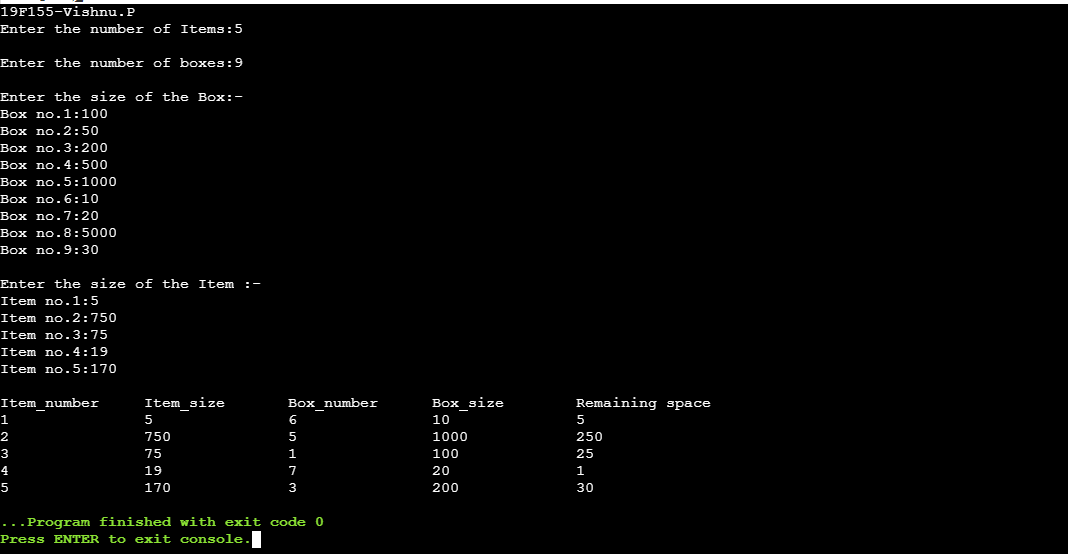 19F155-Vishnu.P
Enter the number of Items:5
Enter the number of boxes:9
Enter the size of the Box:-
Box no.1:100
Box no.2:50
Box no.3:200
Box no.4:500
Box no.5:1000
Box no.6:10
Box no.7:20
Box no.8:5000
Box no.9:30
Enter the size of the Item :-
Item no.1:5
Item no.2:750
Item no.3:75
Item no.4:19
Item no.5:170
Item_number Item_size Box_number Box_size Remaining space
1 5 6 10 5
2 750 5 1000 250
3 75 1 100 25
4 19 7 20 1
5 170 3 200 30
...Program finished with exit code 0
Press ENTER to exit console.